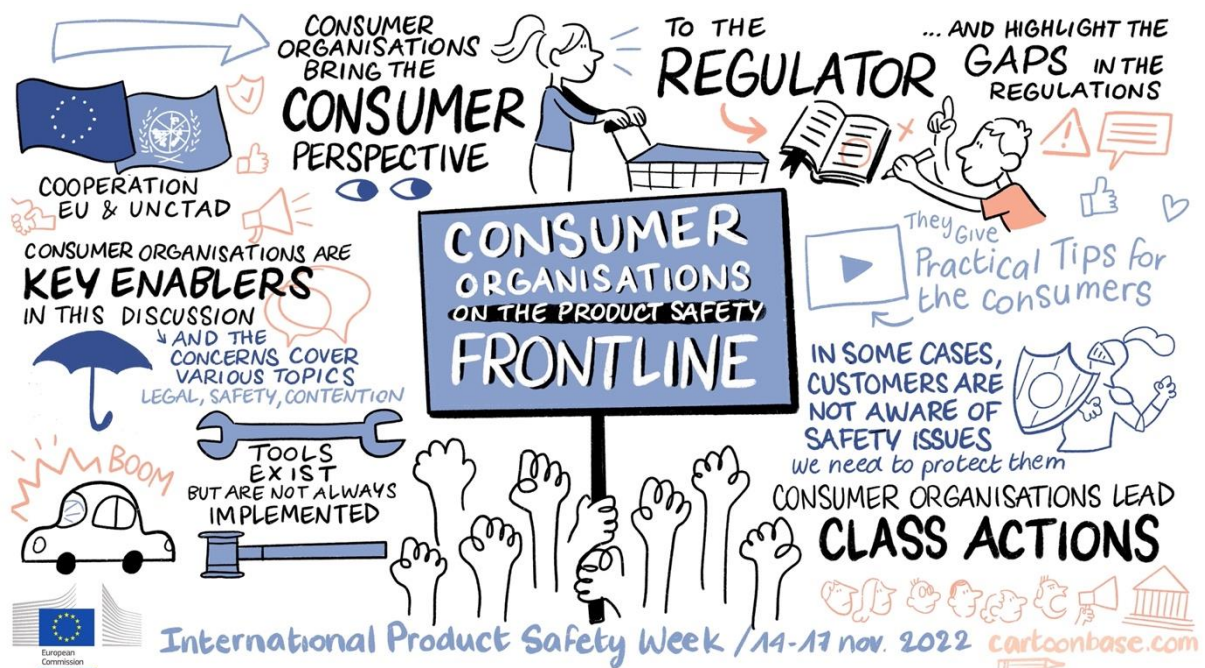 CONSUMER
ORGANISATIONS
BRING THE
CONSUMER
PERSPECTIVE
TO THE
REGULATOR
... AND HIGHLIGHT THE
GAPS IN THE
REGULATIONS
COOPERATION
EU & UNCTAD
CONSUMER ORGANISATIONS ARE
KEY ENABLERS
IN THIS DISCUSSION
AND THE
CONCERNS COVER
VARIOUS TOPICS
LEGAL, SAFETY, CONTENTION
BOOM
TOOLS
EXIST
BUT ARE NOT ALWAYS
IMPLEMENTED
CONSUMER
ORGANISATIONS
ON THE PRODUCT SAFETY
FRONTLINE
They
Give
Practical Tips for
the consumers
IN SOME CASES,
CUSTOMERS ARE
NOT AWARE OF
SAFETY ISSUES
we need to protect them
CONSUMER ORGANISATIONS LEAD
CLASS ACTIONS
European
Commission
International Product Safety Week / 14-17 nov. 2022
cartoonbase.com